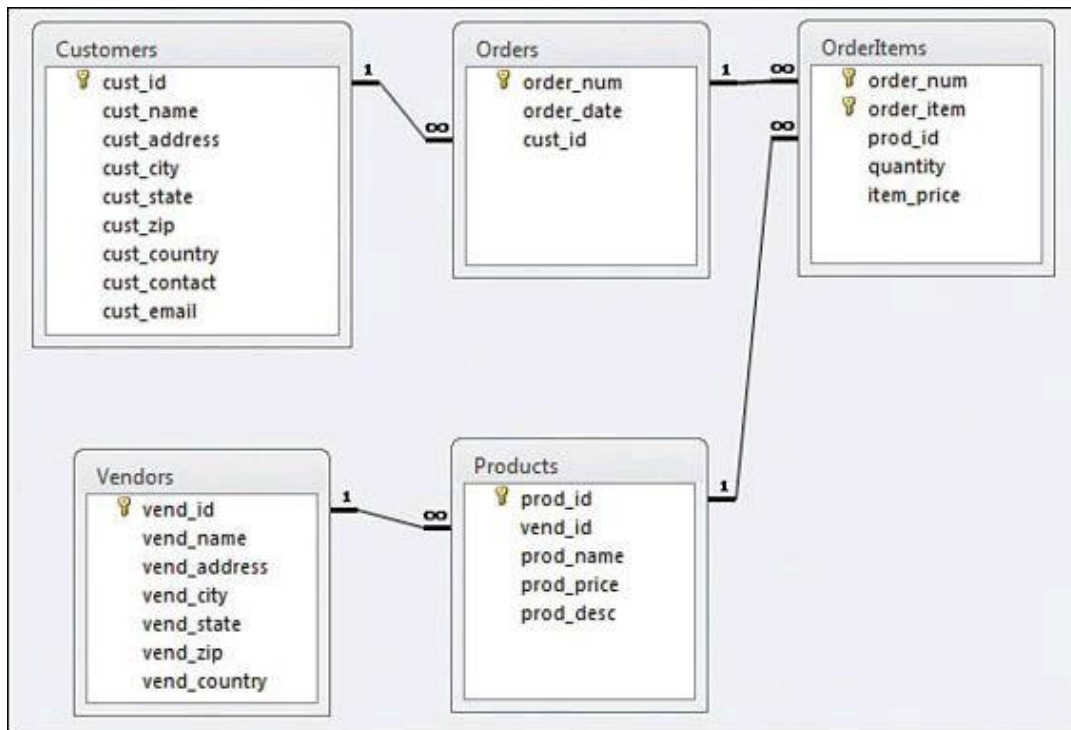 Customers
cust_id
cust_name
cust_address
cust_city
cust_state
cust_zip
cust_country
cust_contact
cust_email
1
∞
Orders
order_num
order_date
cust_id
1
∞
OrderItems
order_num
order_item
prod_id
quantity
item_price
∞
Vendors
vend_id
vend_name
vend_address
vend_city
vend_state
vend_zip
vend_country
1
∞
Products
prod_id
vend_id
prod_name
prod_price
prod_desc
1